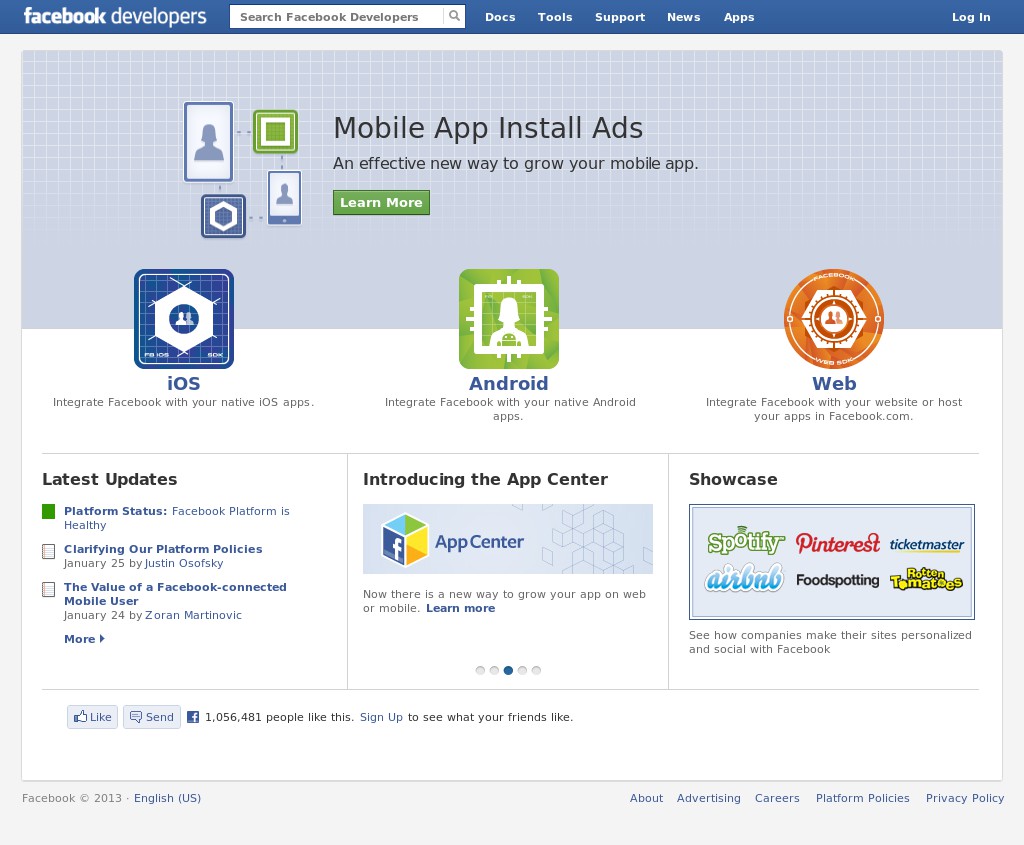 facebook developers
Search Facebook Developers
Docs Tools Support News Apps
Log In
Mobile App Install Ads
An effective new way to grow your mobile app.
Learn More
FB iOS SDK
FACEBOOK
WEB SDK
iOS
Integrate Facebook with your native iOS apps.
Android
Integrate Facebook with your native Android
apps.
Web
Integrate Facebook with your website or host
your apps in Facebook.com.
Latest Updates
Platform Status: Facebook Platform is
Healthy
Clarifying Our Platform Policies
January 25 by Justin Osofsky
The Value of a Facebook-connected
Mobile User
January 24 by Zoran Martinovic
More
Introducing the App Center
App Center
Now there is a new way to grow your app on web
or mobile. Learn more
Showcase
Spotify Pinterest ticketmaster
airbnb Foodspotting Rotten Tomatoes
See how companies make their sites personalized
and social with Facebook
Like Send 1,056,481 people like this. Sign Up to see what your friends like.
Facebook © 2013 · English (US)
About Advertising Careers Platform Policies Privacy Policy